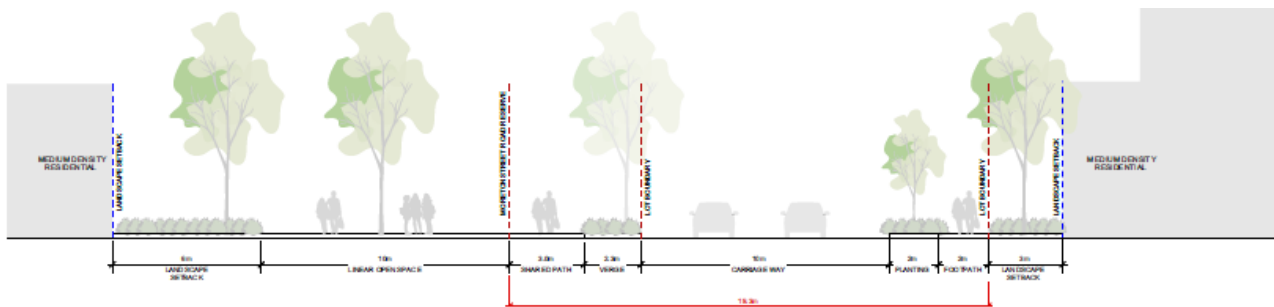 MEDIUM DENSITY
RESIDENTIAL
LANDSCAPE SETBACK
MORETON STREET ROAD RESERVE
LOT BOUNDARY
LOT BOUNDARY
LANDSCAPE SETBACK
MEDIUM DENSITY
RESIDENTIAL
6m
LANDSCAPE
SETBACK
10m
LINEAR OPEN SPACE
3.0m
SHARED PATH
2.3m
VERGE
10m
CARRIAGE WAY
2m
PLANTING
2m
FOOTPATH
3m
LANDSCAPE
SETBACK
19.3m